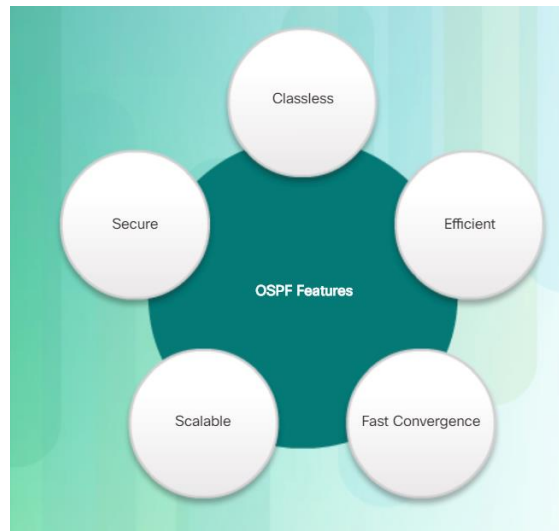 Classless
Secure
Efficient
OSPF Features
Scalable
Fast Convergence